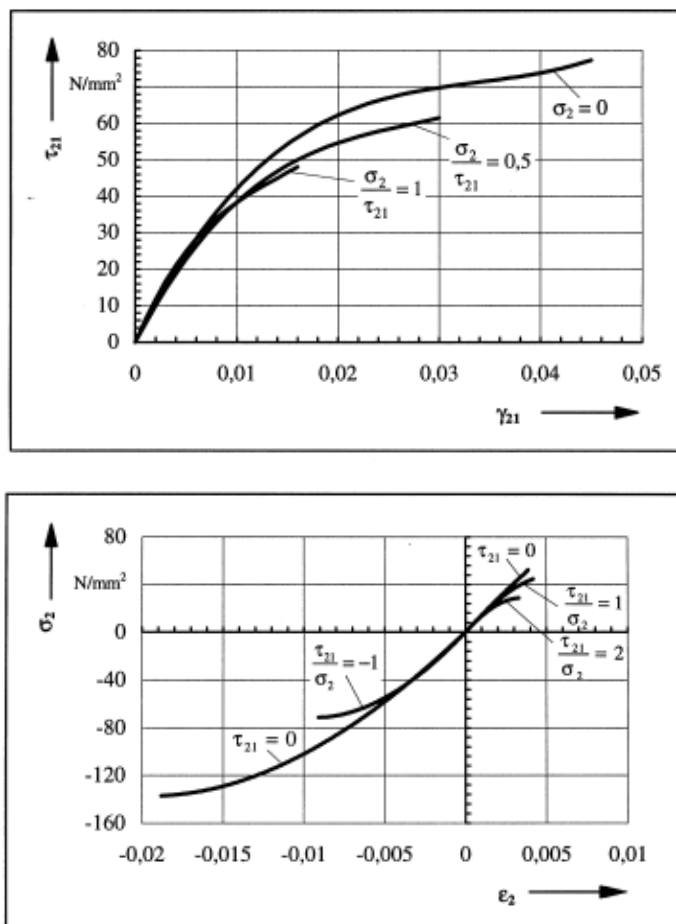 80
N/mm²
60
50
40
30
20
10
0
τ₂₁
σ₂ = 0
σ₂/τ₂₁ = 0,5
σ₂/τ₂₁ = 1
0 0,01 0,02 0,03 0,04 0,05
γ₂₁
80
N/mm²
0
-40
-80
-120
-160
σ₂
τ₂₁ = 0
τ₂₁/σ₂ = 1
τ₂₁/σ₂ = 2
τ₂₁/σ₂ = -1
τ₂₁ = 0
-0,02 -0,015 -0,01 -0,005 0 0,005 0,01
ε₂